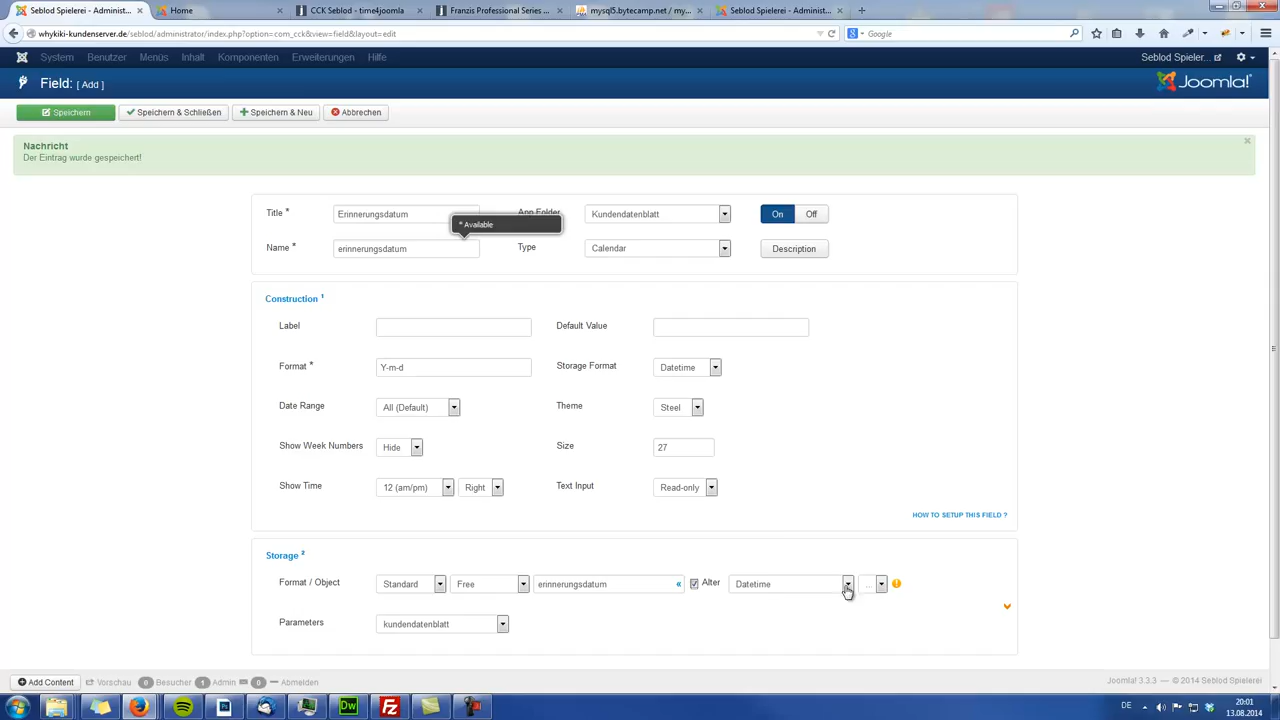 Seblod Spielerei - Administ...
Home
CCK Seblod - time4joomla
Franzis Professional Series ...
mysql5.bytecamp.net / my...
Seblod Spielerei - Administ...
whykiki-kundenserver.de/seblod/administrator/index.php?option=com_cck&view=field&layout=edit
Google
System Benutzer Menüs Inhalt Komponenten Erweiterungen Hilfe
Seblod Spieler...
Field: [ Add ]
Joomla!
Speichern
Speichern & Schließen
Speichern & Neu
Abbrechen
Nachricht
Der Eintrag wurde gespeichert!
Title *
Erinnerungsdatum
App Folder
Kundendatenblatt
On Off
* Available
Name *
erinnerungsdatum
Type
Calendar
Description
Construction 1
Label
Default Value
Format *
Y-m-d
Storage Format
Datetime
Date Range
All (Default)
Theme
Steel
Show Week Numbers
Hide
Size
27
Show Time
12 (am/pm)
Right
Text Input
Read-only
HOW TO SETUP THIS FIELD ?
Storage 2
Format / Object
Standard
Free
erinnerungsdatum
«
Alter
Datetime
...
Parameters
kundendatenblatt
Add Content
Vorschau
0 Besucher
1 Admin
0
Abmelden
Joomla! 3.3.3 — © 2014 Seblod Spielerei
Dw
DE
20:01
13.08.2014